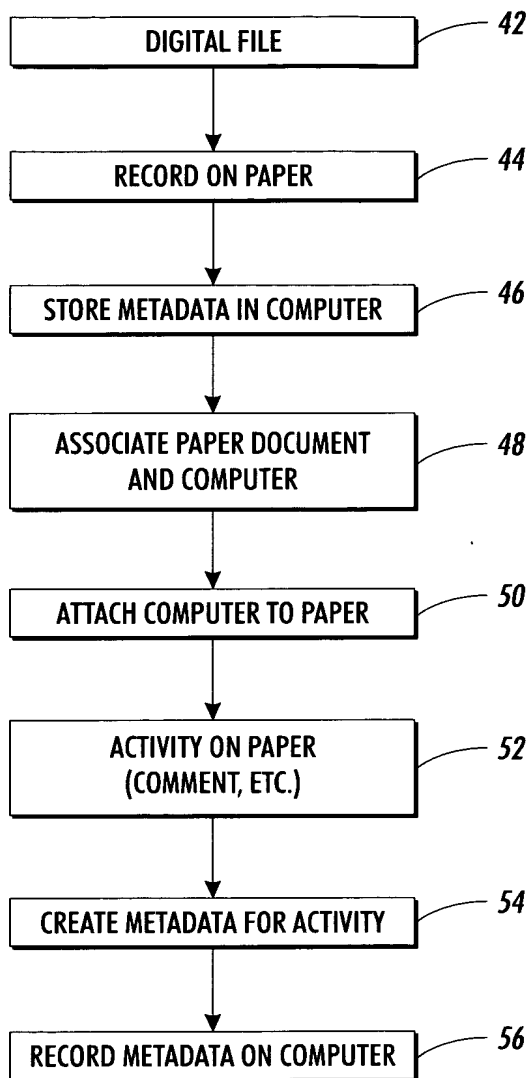 DIGITAL FILE 42
RECORD ON PAPER 44
STORE METADATA IN COMPUTER 46
ASSOCIATE PAPER DOCUMENT
AND COMPUTER 48
ATTACH COMPUTER TO PAPER 50
ACTIVITY ON PAPER
(COMMENT, ETC.) 52
CREATE METADATA FOR ACTIVITY 54
RECORD METADATA ON COMPUTER 56